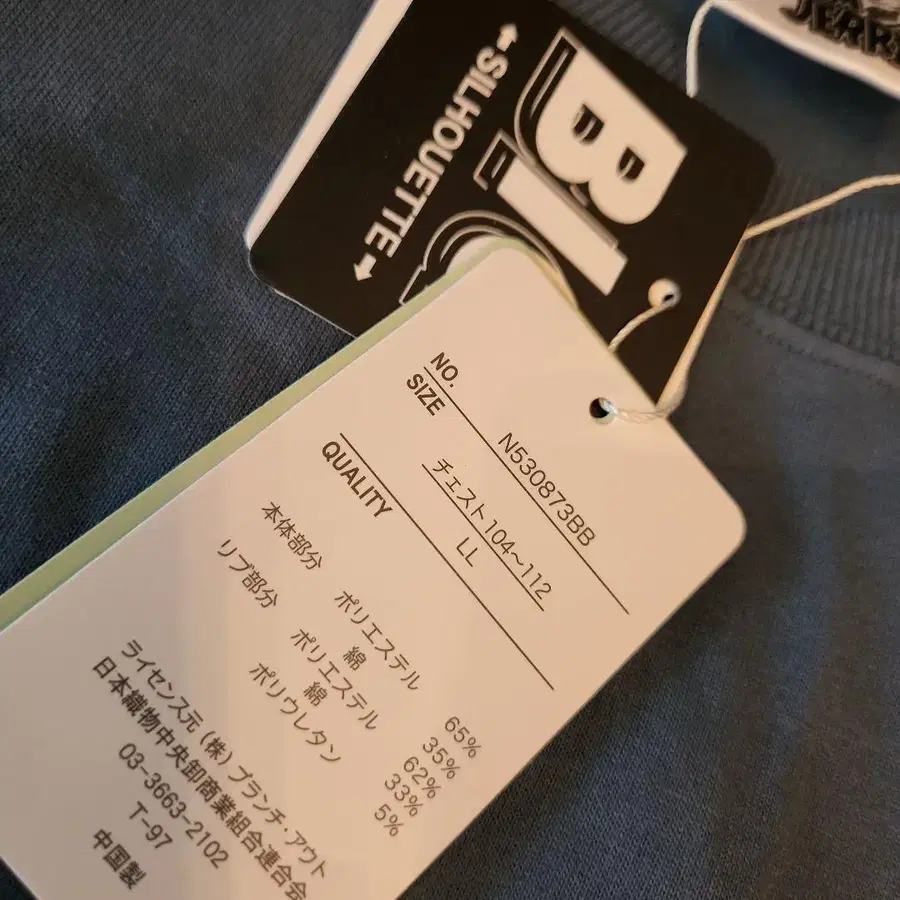 JERRY
BI
SILHOUETTE
NO. N530873BB
SIZE チェスト104~112
LL
QUALITY
本体部分 ポリエステル 65%
綿 35%
リブ部分 ポリエステル 62%
綿 33%
ポリウレタン 5%
ライセンス元(株)ブランチ・アウト
日本織物中央卸商業組合連合会
03-3663-2102
T-97
中国製